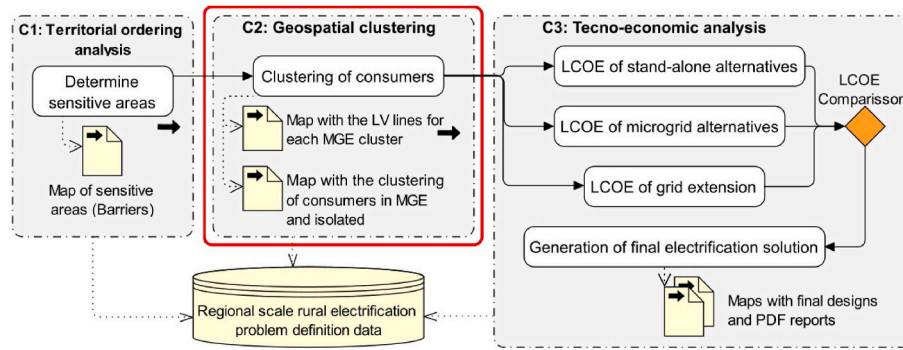 C1: Territorial ordering
analysis
Determine
sensitive areas
Map of sensitive
areas (Barriers)
C2: Geospatial clustering
Clustering of consumers
Map with the LV lines for
each MGE cluster
Map with the clustering
of consumers in MGE
and isolated
C3: Tecno-economic analysis
LCOE of stand-alone alternatives
LCOE of microgrid alternatives
LCOE of grid extension
LCOE
Comparisson
Generation of final electrification solution
Maps with final designs
and PDF reports
Regional scale rural electrification
problem definition data